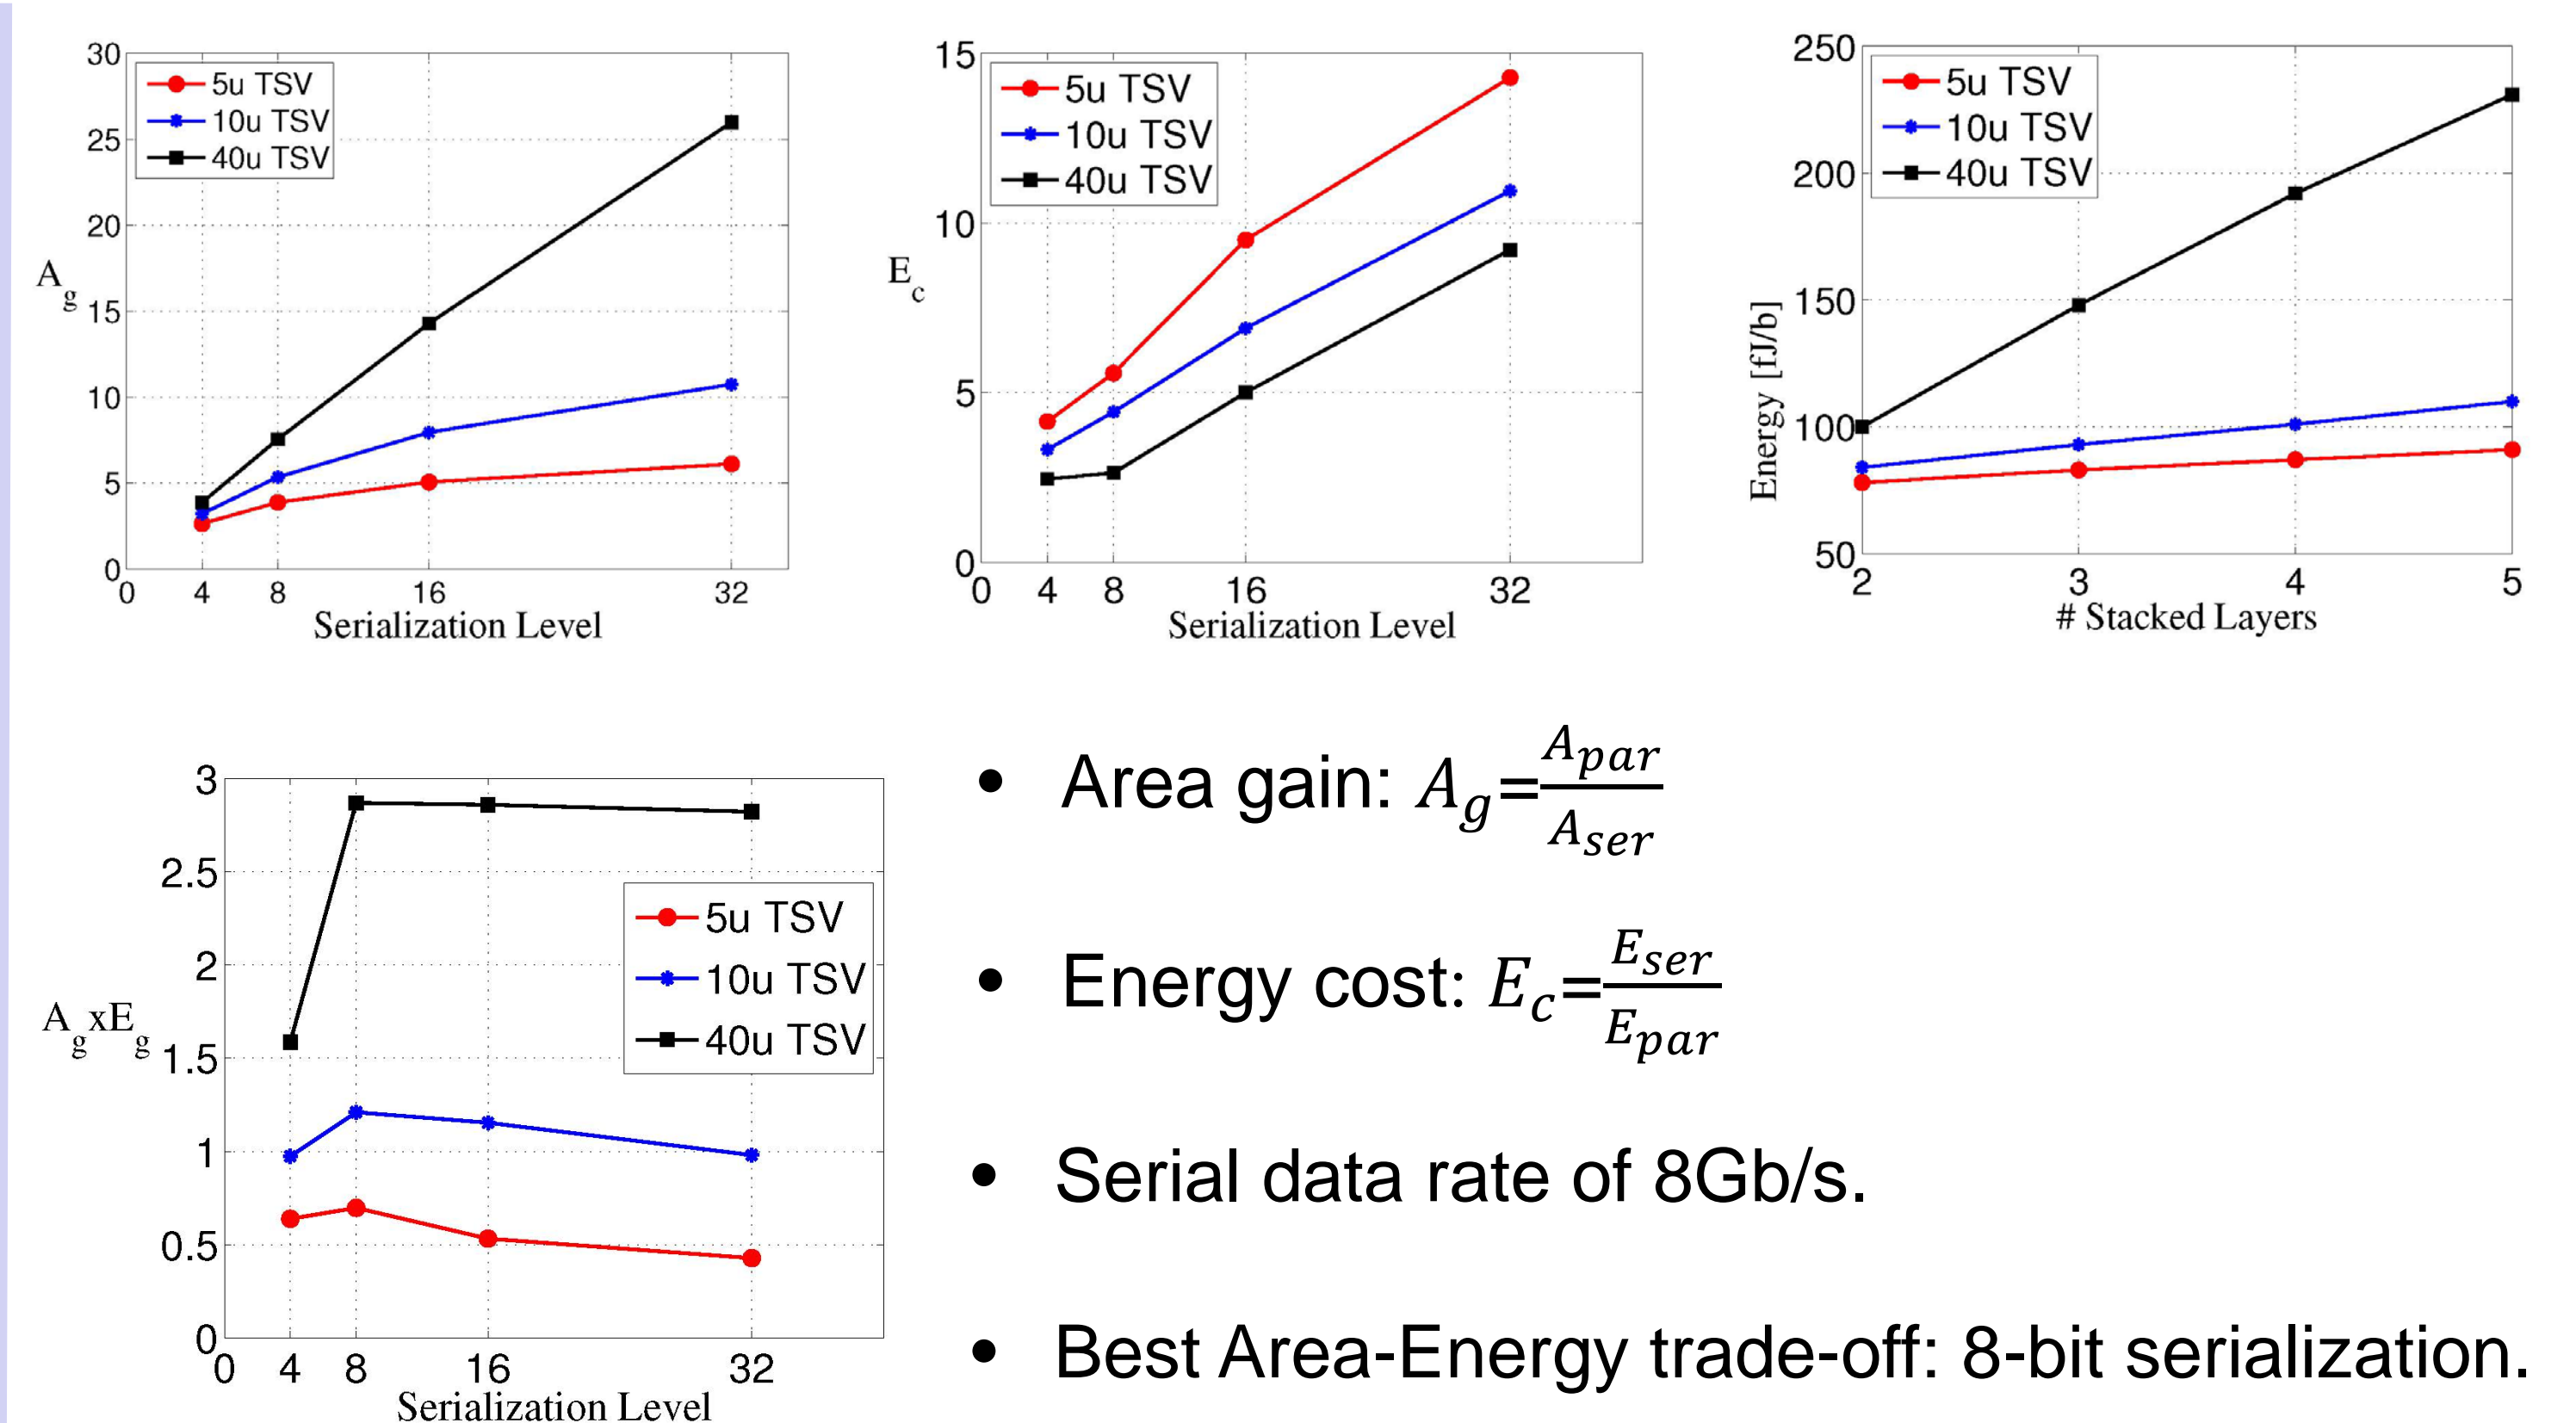 30
25
20
15
10
5
0
A_g
5u TSV
10u TSV
40u TSV
0 4 8 16 32
Serialization Level
15
10
5
0
E_c
5u TSV
10u TSV
40u TSV
0 4 8 16 32
Serialization Level
250
200
150
100
50
Energy [fJ/b]
5u TSV
10u TSV
40u TSV
2 3 4 5
# Stacked Layers
3
2.5
2
1.5
1
0.5
0
A_g xE_g
5u TSV
10u TSV
40u TSV
0 4 8 16 32
Serialization Level
• Area gain: A_g=A_par/A_ser
• Energy cost: E_c=E_ser/E_par
• Serial data rate of 8Gb/s.
• Best Area-Energy trade-off: 8-bit serialization.